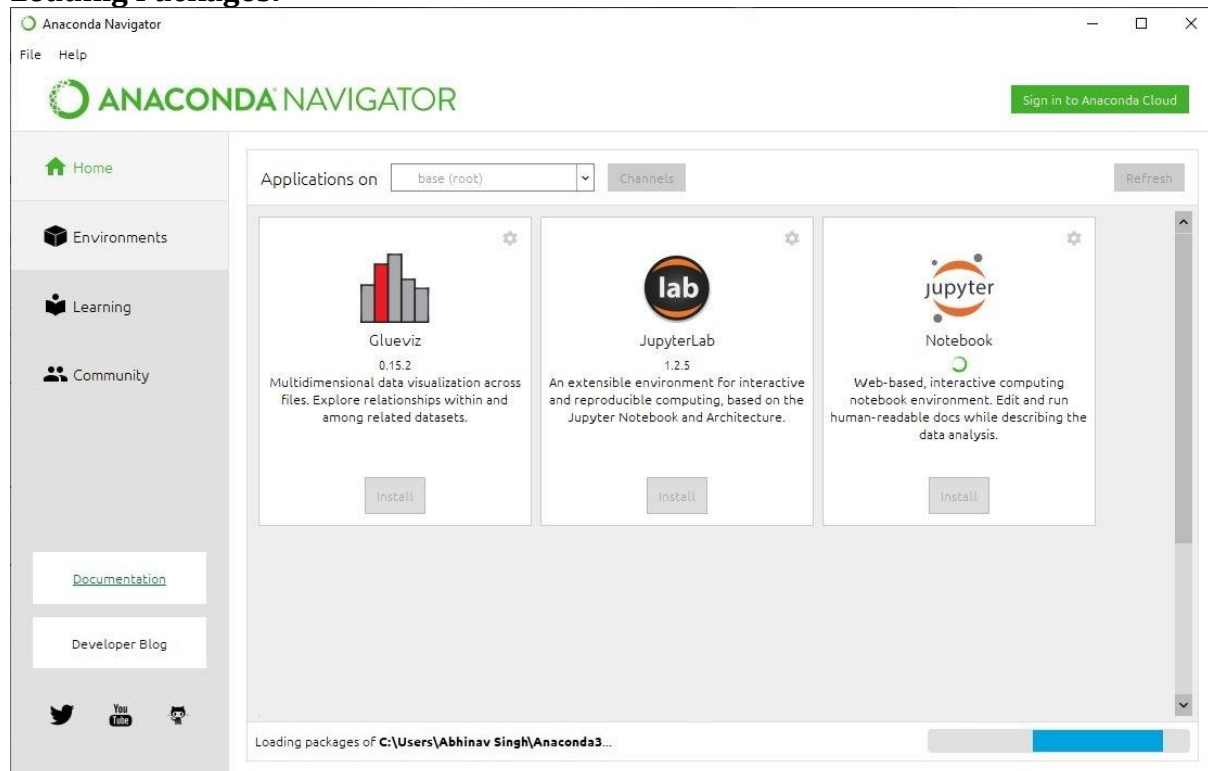 Loading Packages:
Anaconda Navigator
File Help
ANACONDA NAVIGATOR
Sign in to Anaconda Cloud
Home
Environments
Learning
Community
Documentation
Developer Blog
You
Tube
Applications on base (root) Channels Refresh
Glueviz
0.15.2
Multidimensional data visualization across
files. Explore relationships within and
among related datasets.
Install
lab
JupyterLab
1.2.5
An extensible environment for interactive
and reproducible computing, based on the
Jupyter Notebook and Architecture.
Install
jupyter
Notebook
Web-based, interactive computing
notebook environment. Edit and run
human-readable docs while describing the
data analysis.
Install
Loading packages of C:\Users\Abhinav Singh\Anaconda3...